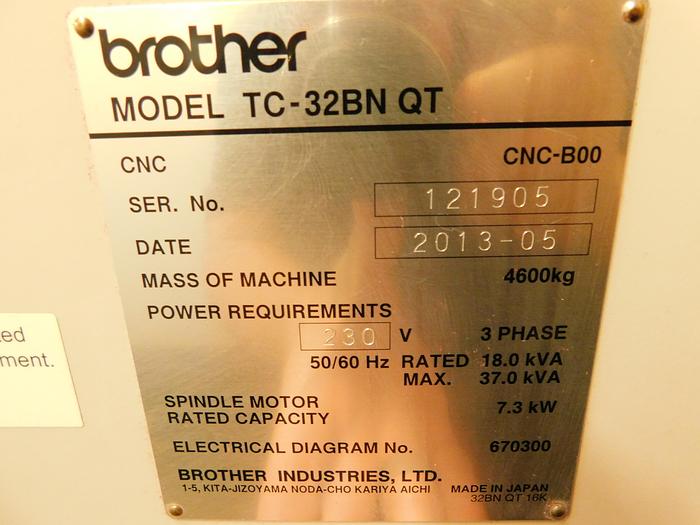 brother
MODEL TC-32BN QT
CNC CNC-B00
SER. No. 121905
DATE 2013-05
MASS OF MACHINE 4600kg
POWER REQUIREMENTS
230 V 3 PHASE
50/60 Hz RATED 18.0 kVA
MAX. 37.0 kVA
SPINDLE MOTOR
RATED CAPACITY 7.3 kW
ELECTRICAL DIAGRAM No. 670300
BROTHER INDUSTRIES, LTD.
1-5, KITA-JIZOYAMA NODA-CHO KARIYA AICHI MADE IN JAPAN
32BN QT 16K
ment.